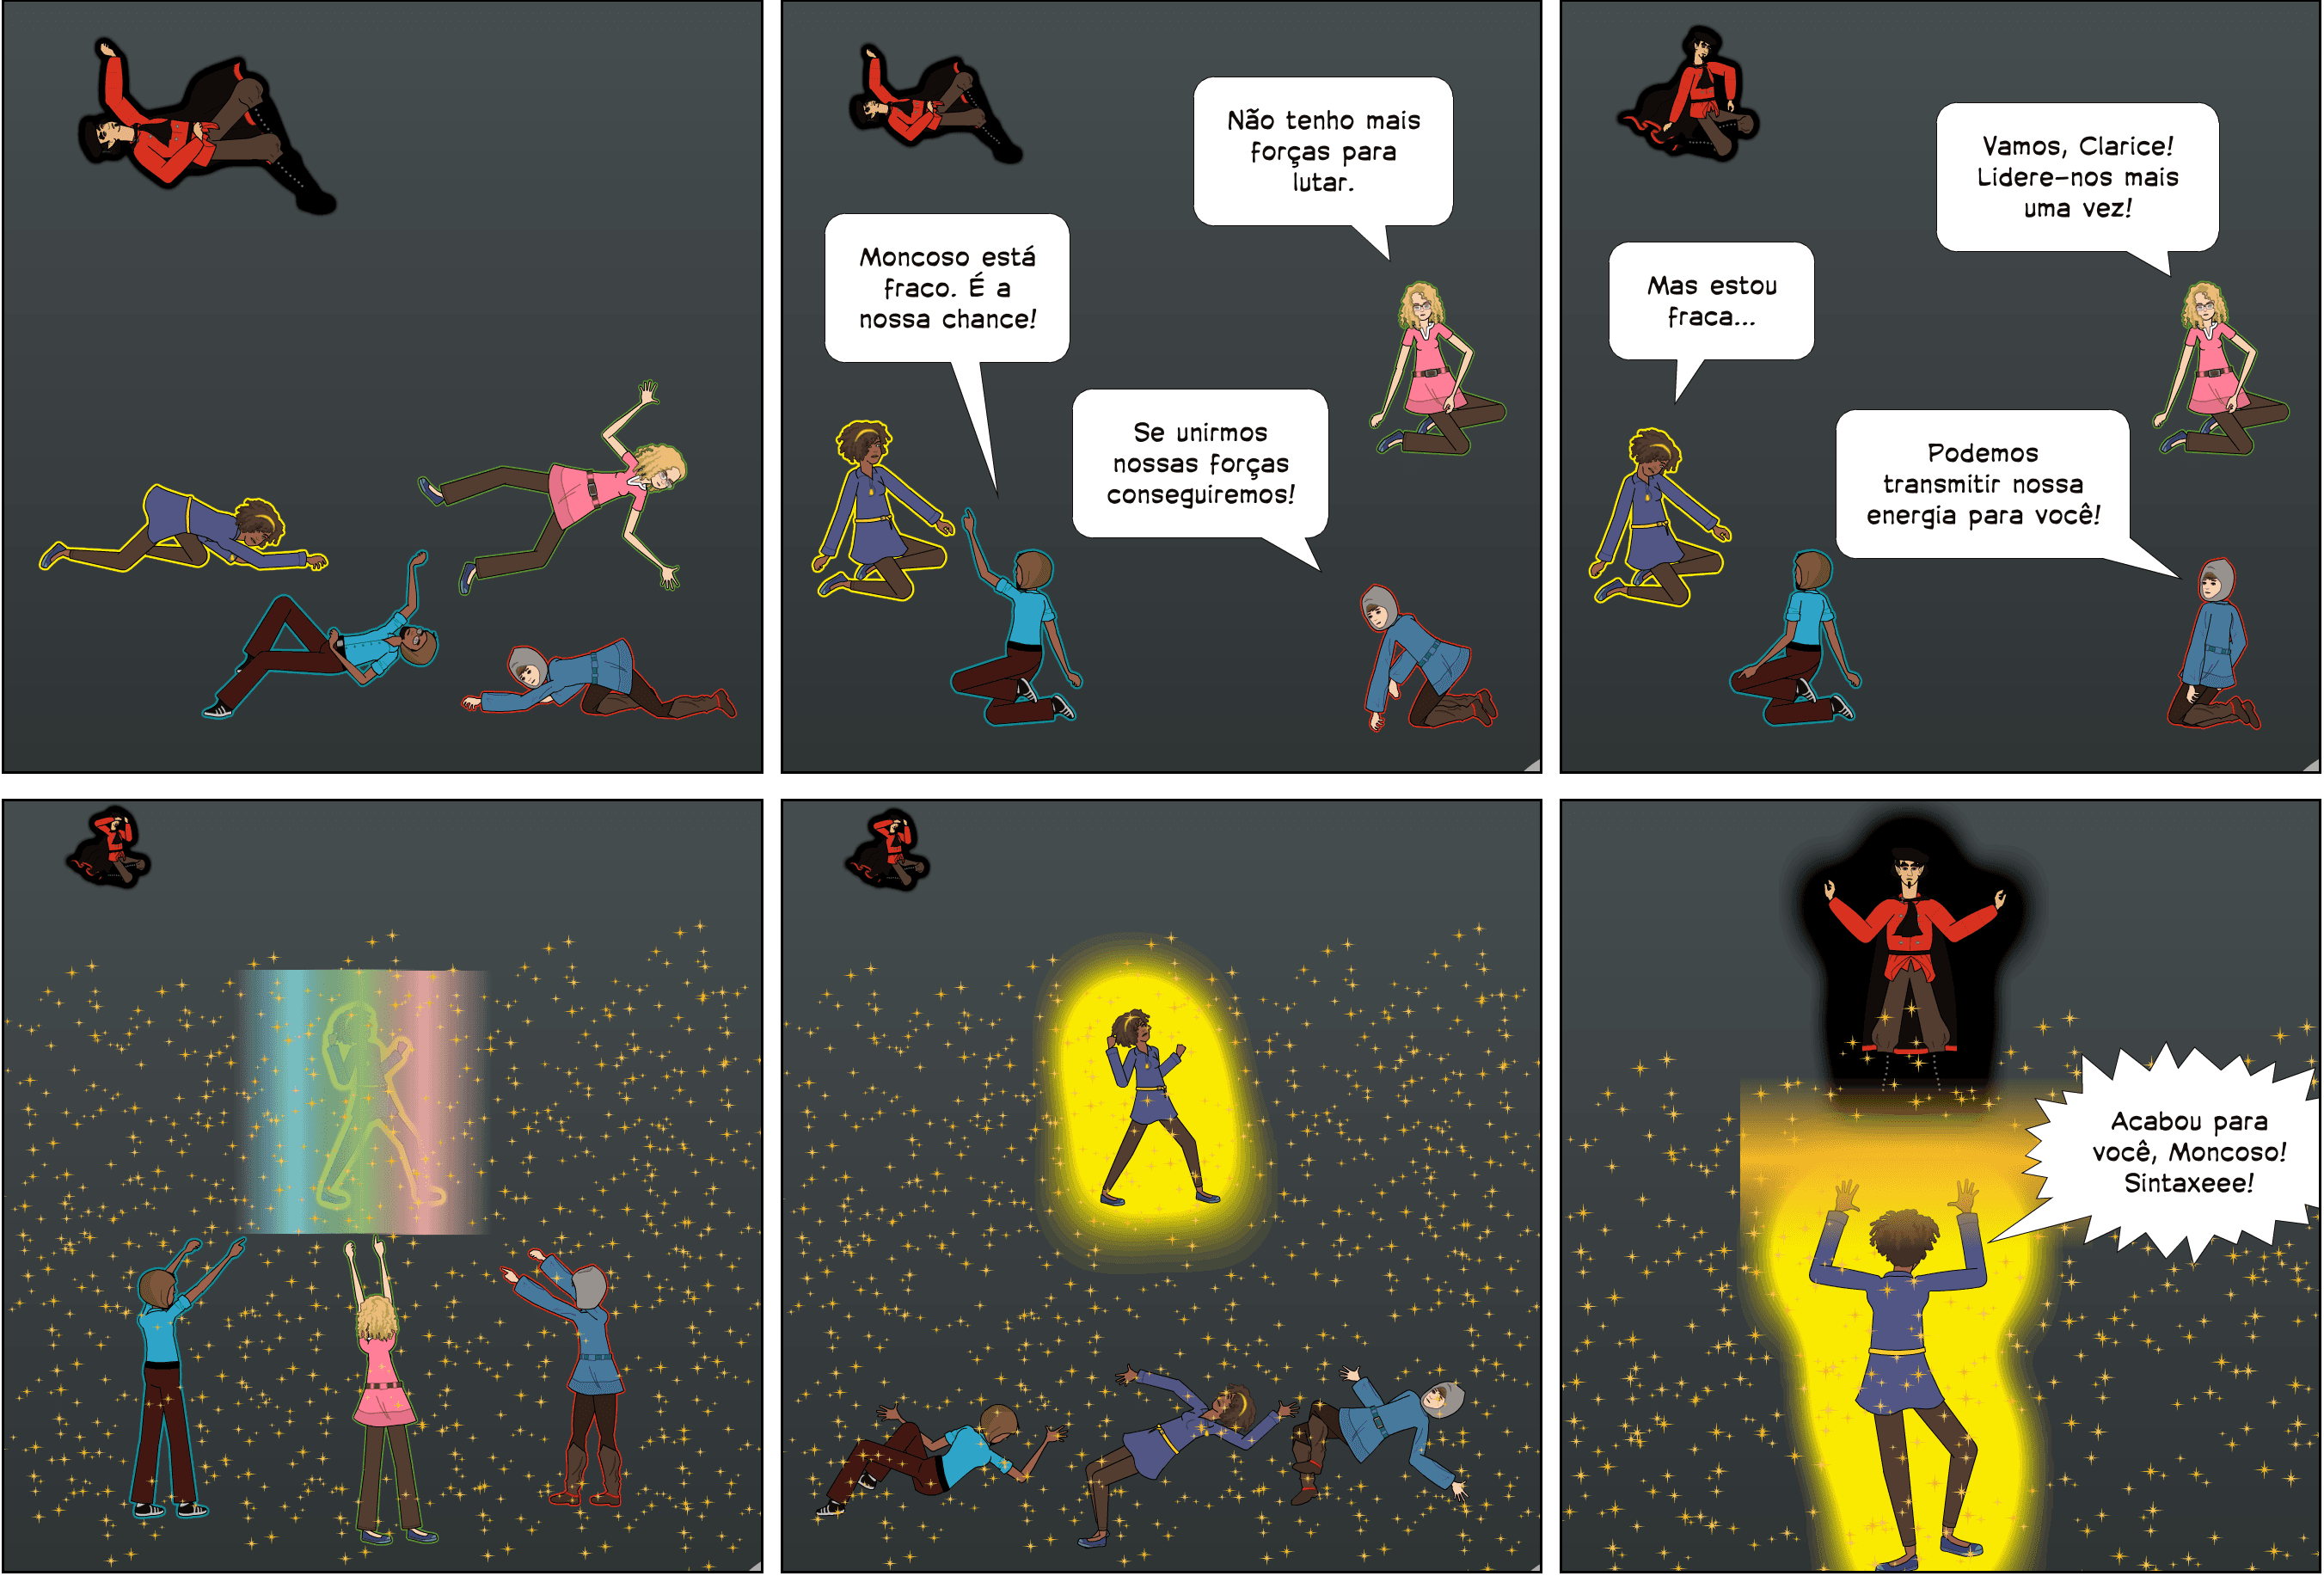 Não tenho mais
forças para
lutar.
Moncoso está
fraco. É a
nossa chance!
Se unirmos
nossas forças
conseguiremos!
Vamos, Clarice!
Lidere-nos mais
uma vez!
Mas estou
fraca...
Podemos
transmitir nossa
energia para você!
Acabou para
você, Moncoso!
Sintaxeee!